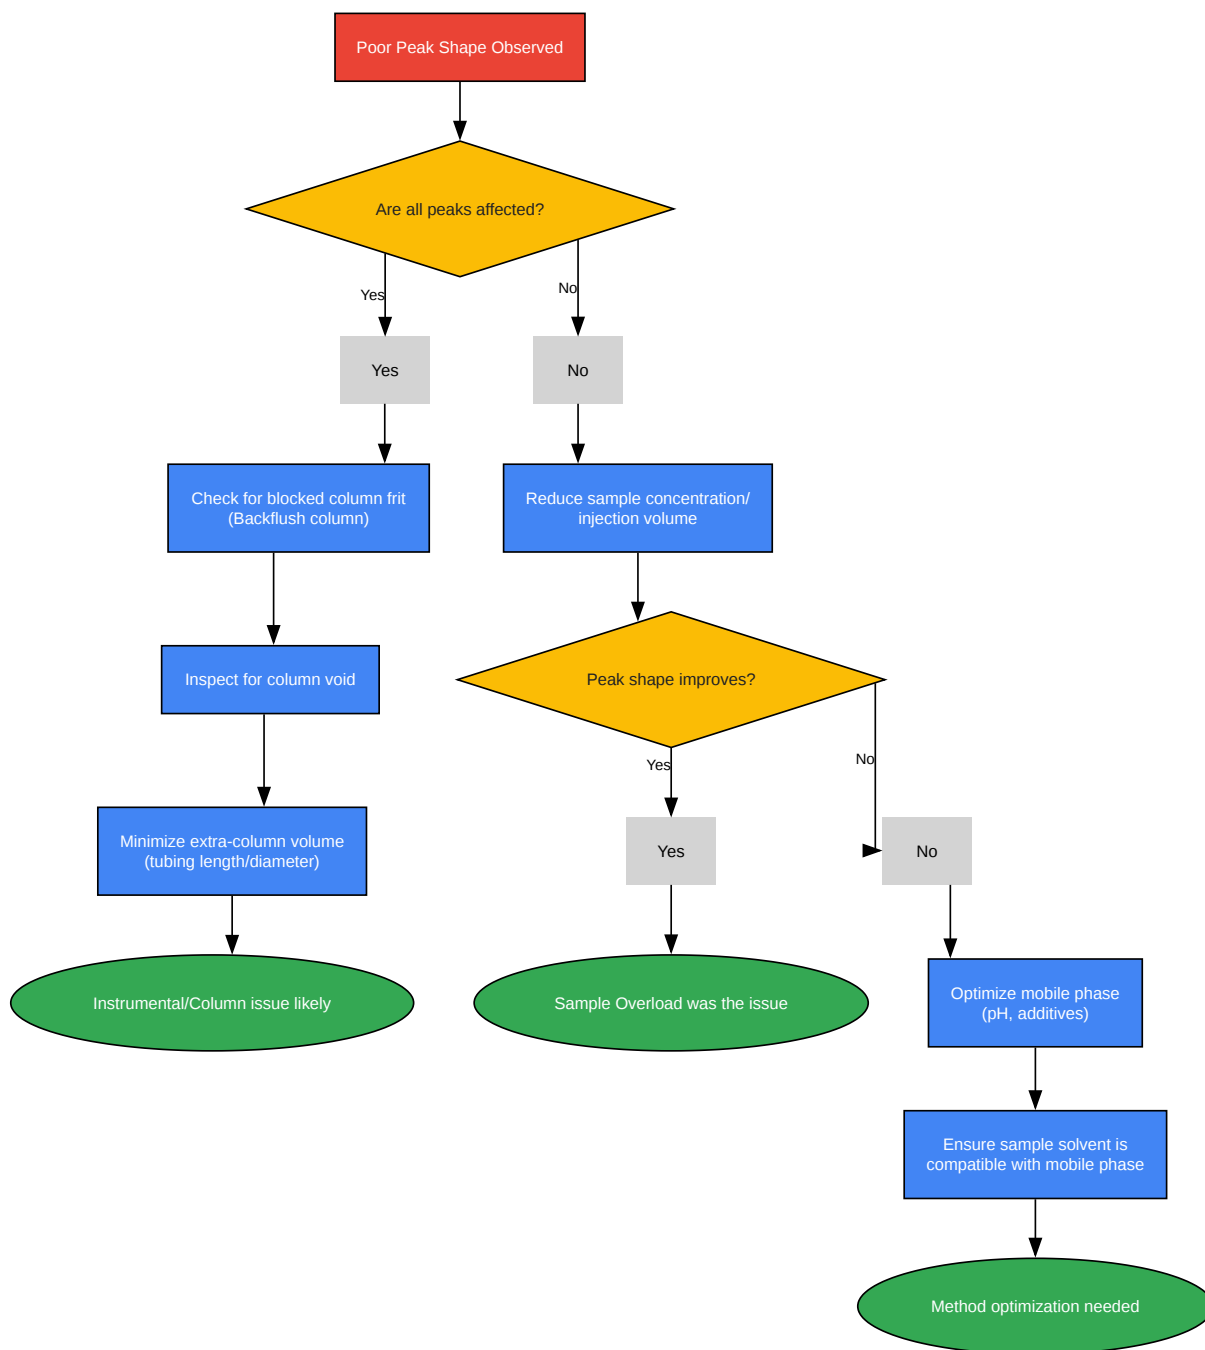 Poor Peak Shape Observed
Are all peaks affected?
Yes
No
Yes
No
Check for blocked column frit
(Backflush column)
Reduce sample concentration/
injection volume
Inspect for column void
Peak shape improves?
Yes
No
Minimize extra-column volume
(tubing length/diameter)
Yes
No
Instrumental/Column issue likely
Sample Overload was the issue
Optimize mobile phase
(pH, additives)
Ensure sample solvent is
compatible with mobile phase
Method optimization needed